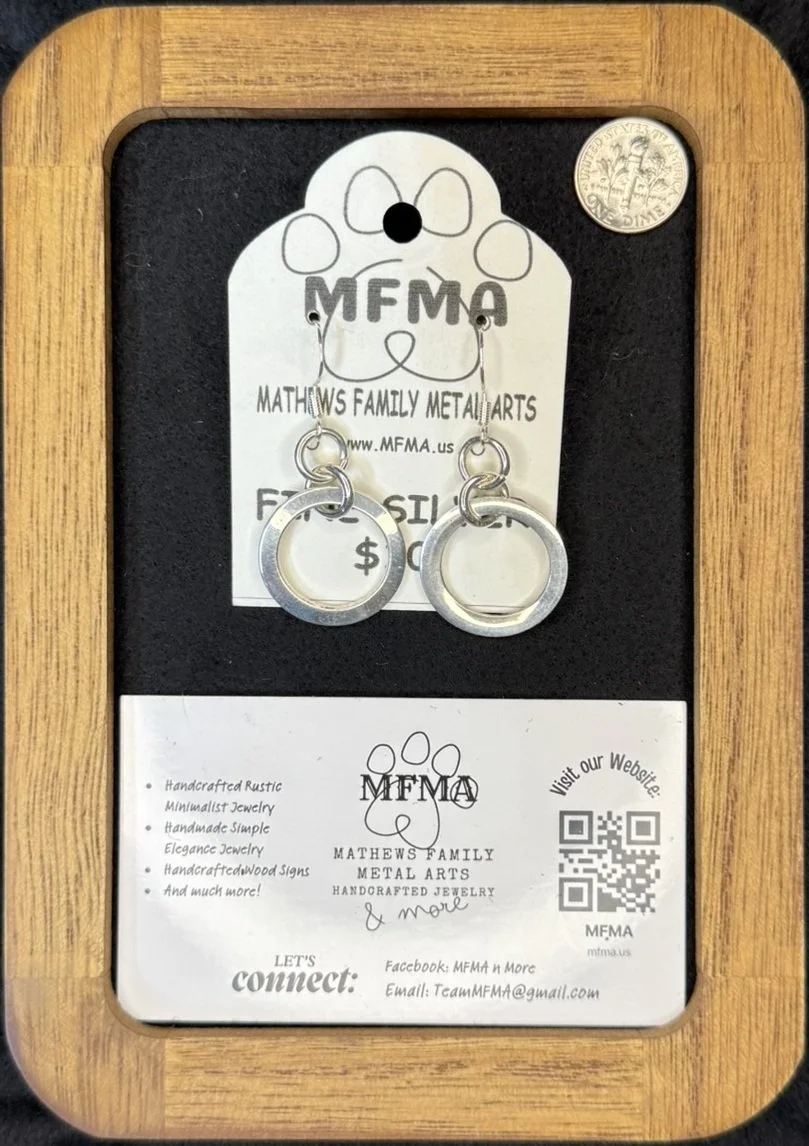 UNITED STATES OF AMERICA
ONE DIME
MFMA
MATHEWS FAMILY METAL ARTS
www.MFMA.us
FINE SILVER
$
• Handcrafted Rustic
Minimalist Jewelry
• Handmade Simple
Elegance Jewelry
• Handcrafted Wood Signs
• And much more!
MFMA
MATHEWS FAMILY
METAL ARTS
HANDCRAFTED JEWELRY
& more
Visit our Website:
MFMA
mfma.us
LET'S
connect:
Facebook: MFMA n More
Email: TeamMFMA@gmail.com